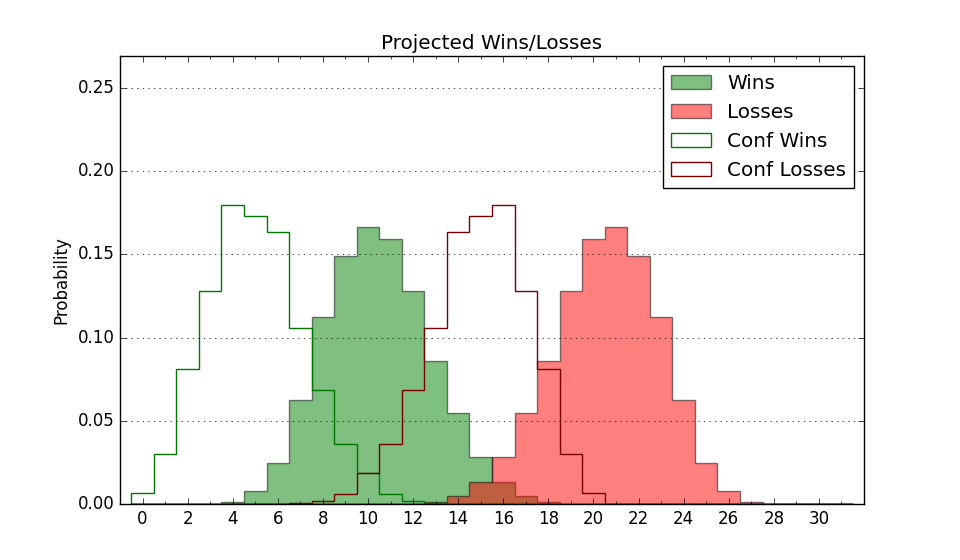 Projected Wins/Losses
Wins
Losses
Conf Wins
Conf Losses
Probability
0.25
0.20
0.15
0.10
0.05
0.00
0 2 4 6 8 10 12 14 16 18 20 22 24 26 28 30